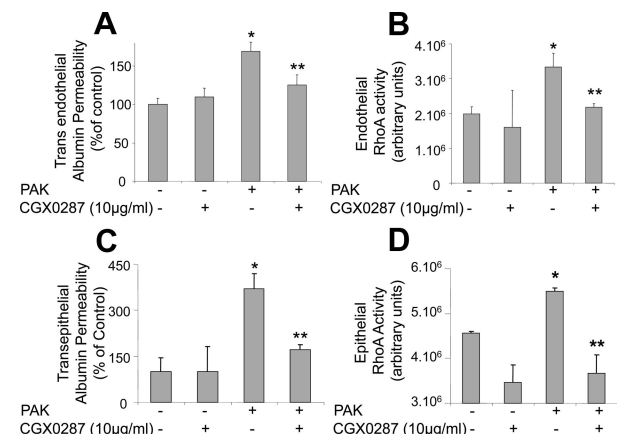 A
Trans endothelial
Albumin Permeability
(%of control)
150
100
50
0
*
**
PAK - - + +
CGX0287 (10µg/ml) - + - +
B
Endothelial
RhoA activity
(arbitrary units)
4.10⁶
3.10⁶
2.10⁶
1.10⁶
0
*
**
PAK - - + +
CGX0287 (10µg/ml) - + - +
C
Transepithelial
Albumin Permeability
(% of Control)
450
300
150
0
*
**
PAK - - + +
CGX0287 (10µg/ml) - + - +
D
Epithelial
RhoA Activity
(arbitrary units)
6.10⁶
5.10⁶
4.10⁶
3.10⁶
*
**
PAK - - + +
CGX0287 (10µg/ml) - + - +